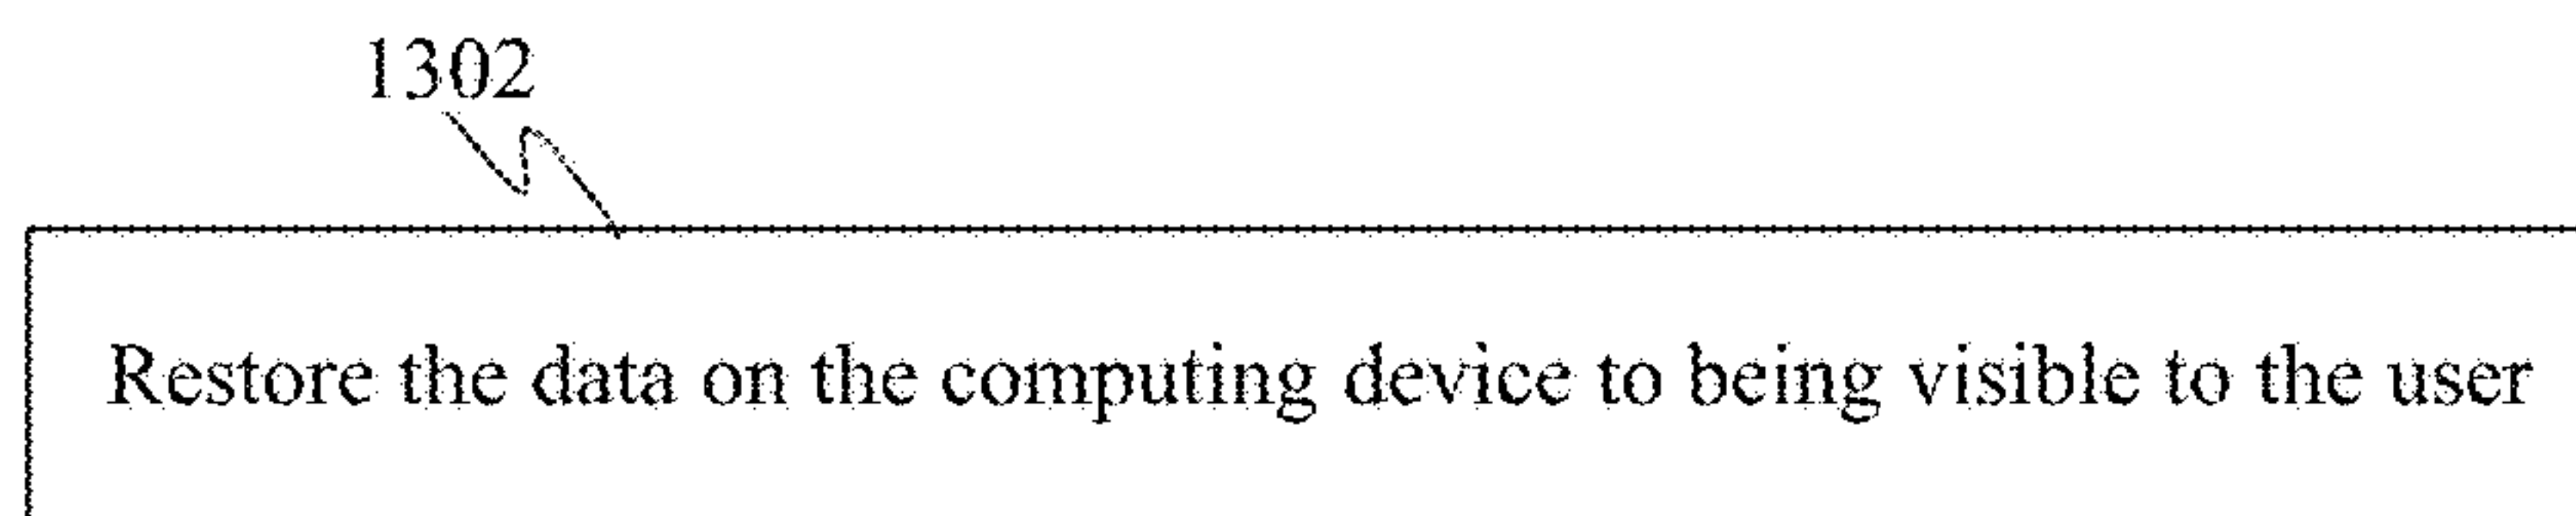 1302
Restore the data on the computing device to being visible to the user